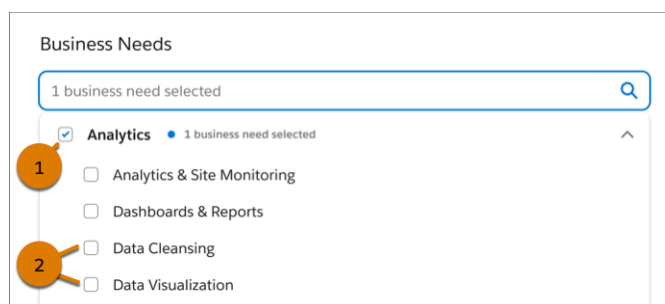 Business Needs
1 business need selected
Analytics • 1 business need selected
1
Analytics & Site Monitoring
Dashboards & Reports
Data Cleansing
2
Data Visualization